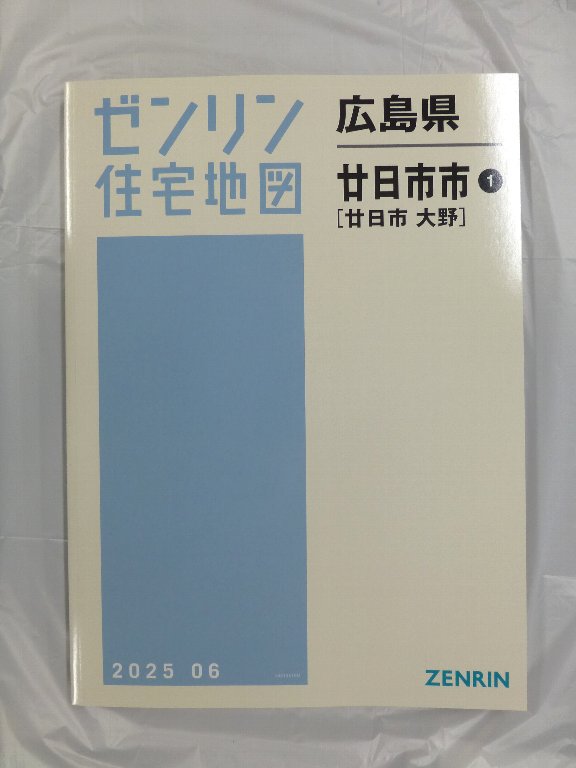 ゼンリン
住宅地図
広島県
廿日市市 1
[廿日市 大野]
2025 06
ZENRIN